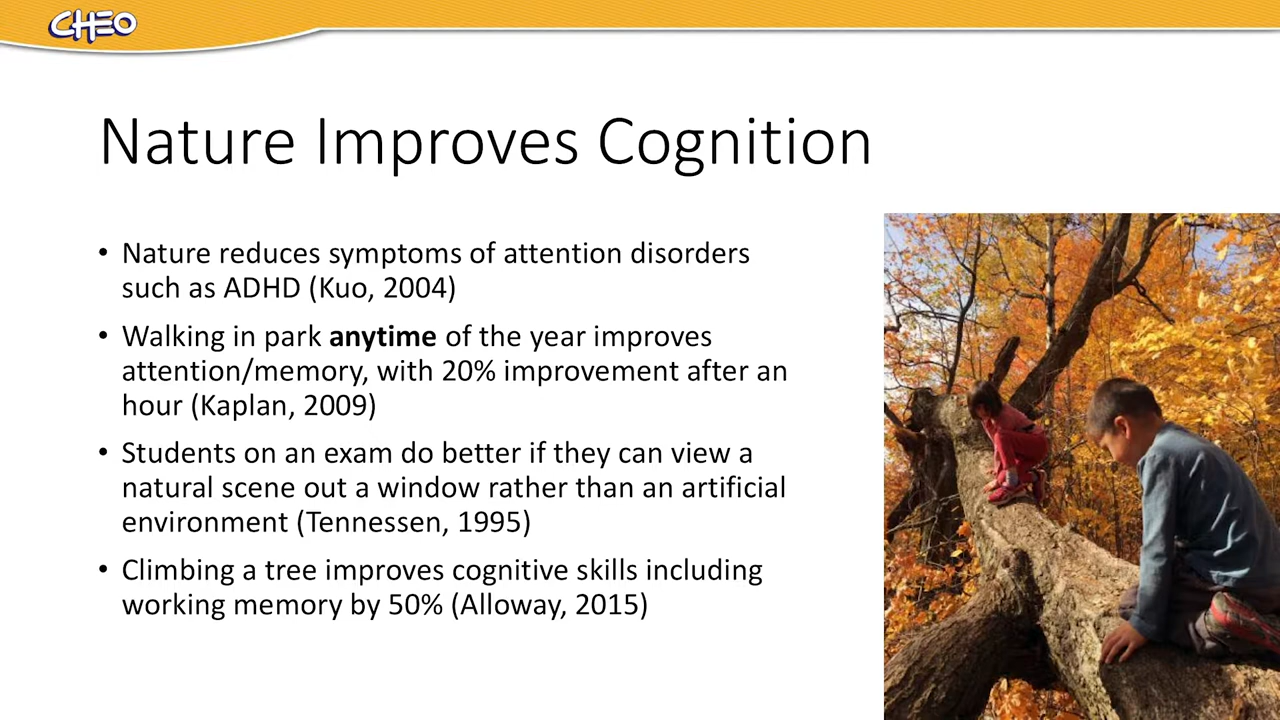 CHEO
Nature Improves Cognition
• Nature reduces symptoms of attention disorders
such as ADHD (Kuo, 2004)
• Walking in park anytime of the year improves
attention/memory, with 20% improvement after an
hour (Kaplan, 2009)
• Students on an exam do better if they can view a
natural scene out a window rather than an artificial
environment (Tennessen, 1995)
• Climbing a tree improves cognitive skills including
working memory by 50% (Alloway, 2015)